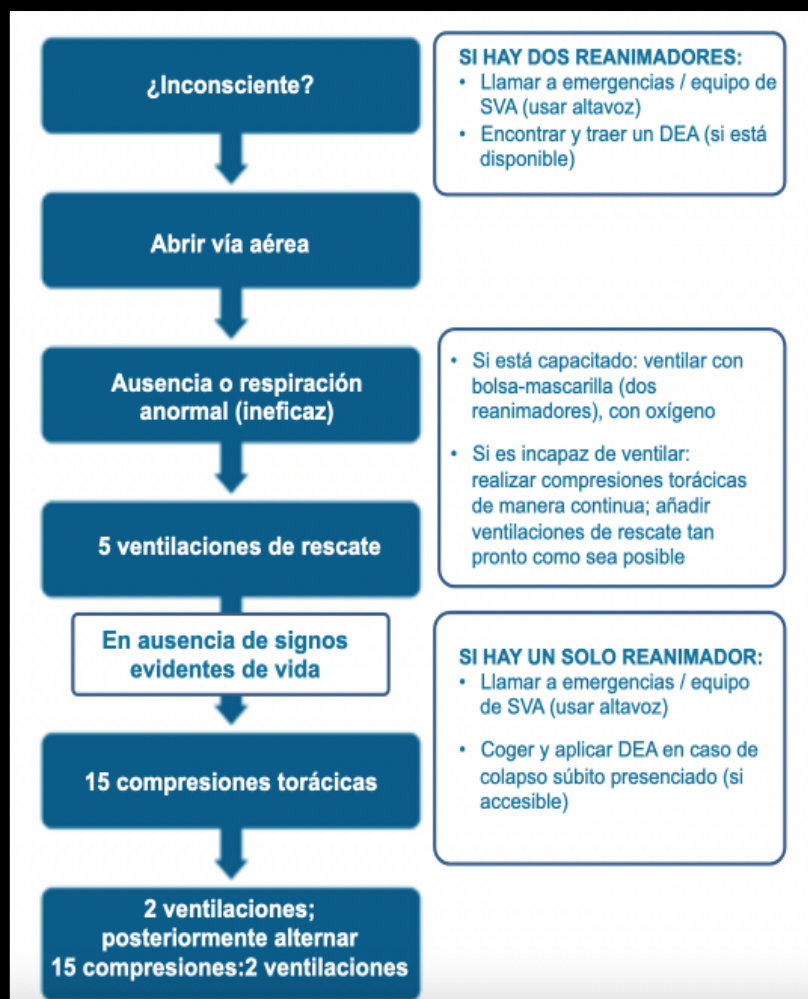 ¿Inconsciente?
SI HAY DOS REANIMADORES:
• Llamar a emergencias / equipo de
SVA (usar altavoz)
• Encontrar y traer un DEA (si está
disponible)
Abrir vía aérea
Ausencia o respiración
anormal (ineficaz)
• Si está capacitado: ventilar con
bolsa-mascarilla (dos
reanimadores), con oxígeno
• Si es incapaz de ventilar:
realizar compresiones torácicas
de manera continua; añadir
ventilaciones de rescate tan
pronto como sea posible
5 ventilaciones de rescate
En ausencia de signos
evidentes de vida
SI HAY UN SOLO REANIMADOR:
• Llamar a emergencias / equipo
de SVA (usar altavoz)
• Coger y aplicar DEA en caso de
colapso súbito presenciado (si
accesible)
15 compresiones torácicas
2 ventilaciones;
posteriormente alternar
15 compresiones:2 ventilaciones